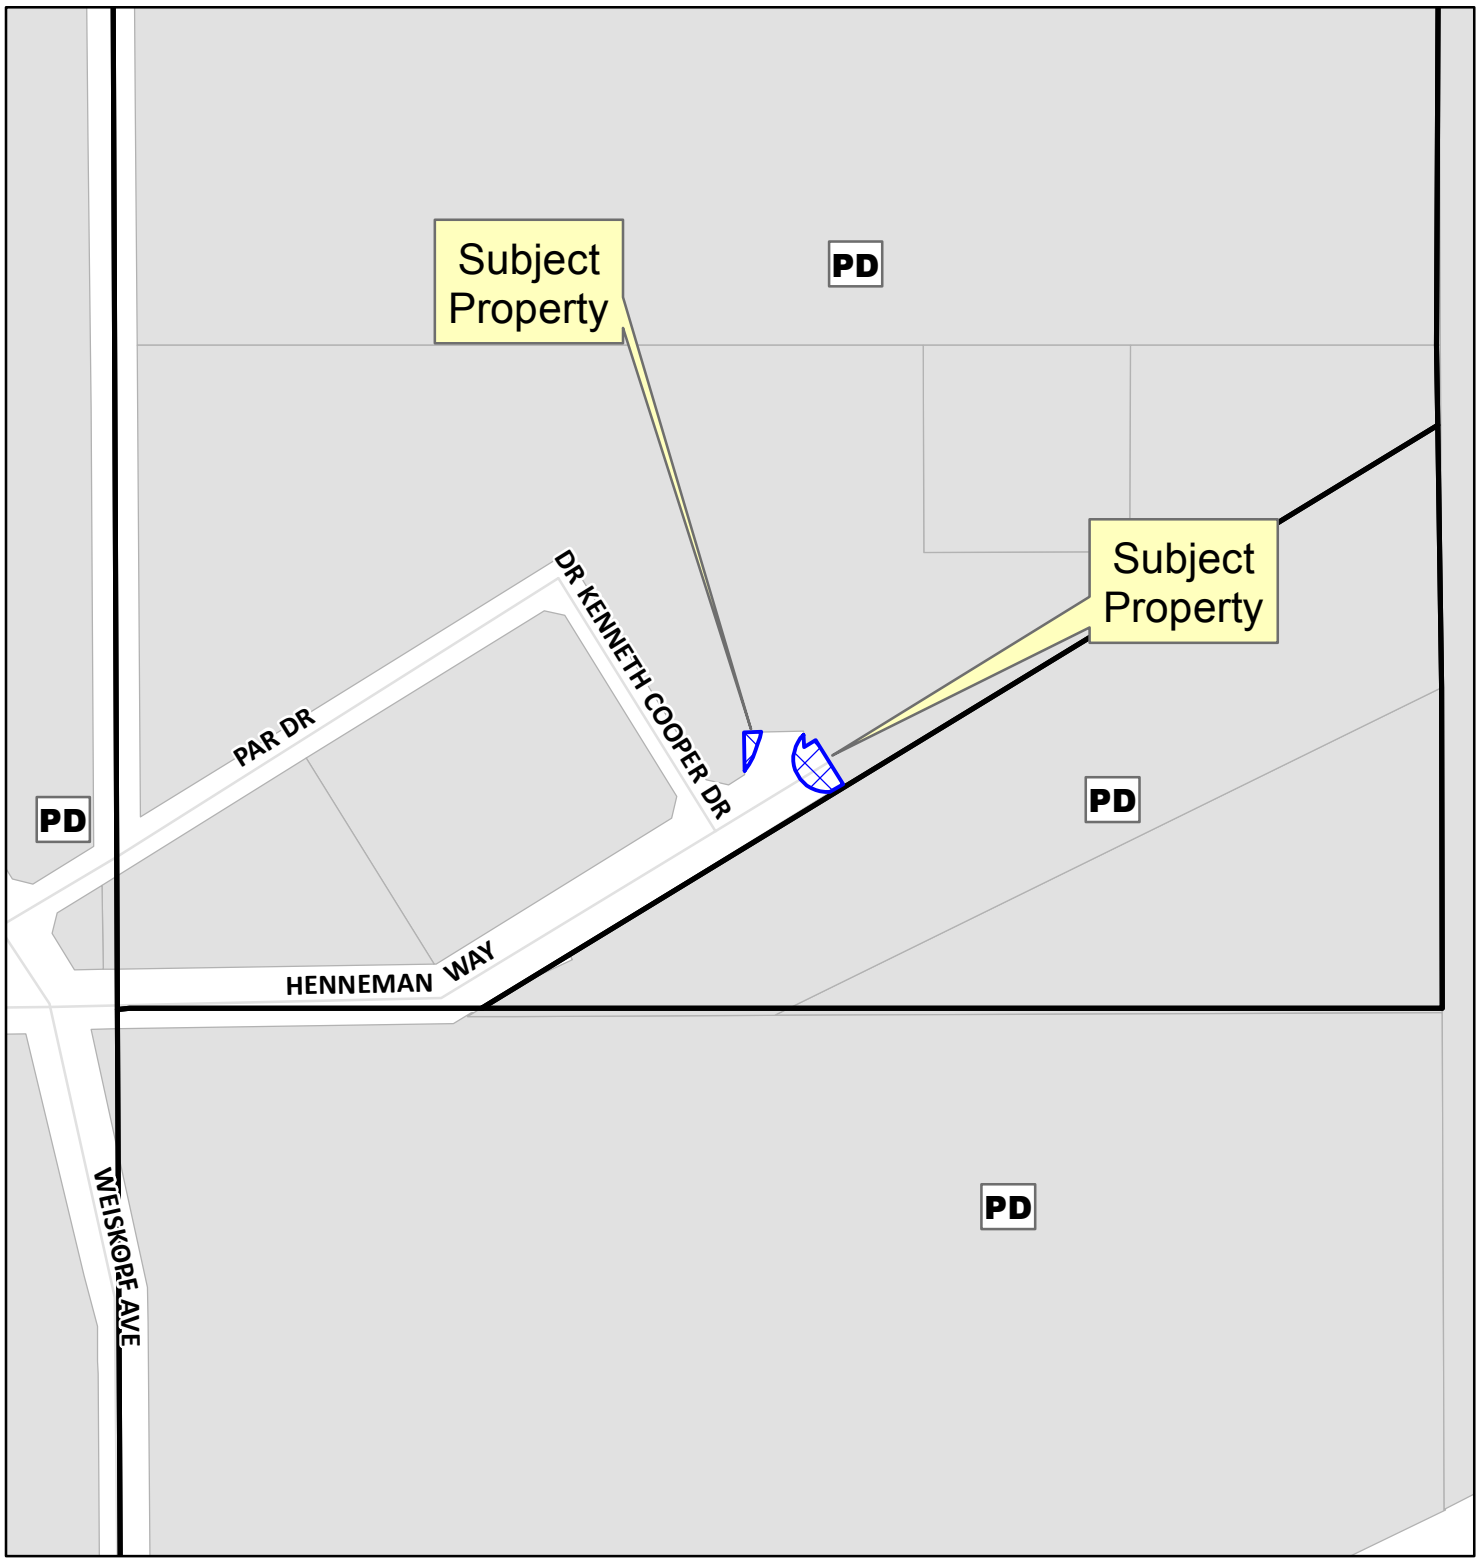 Subject
Property
PD
Subject
Property
DR KENNETH COOPER DR
PAR DR
PD
PD
HENNEMAN WAY
PD
WEISKOPF AVE